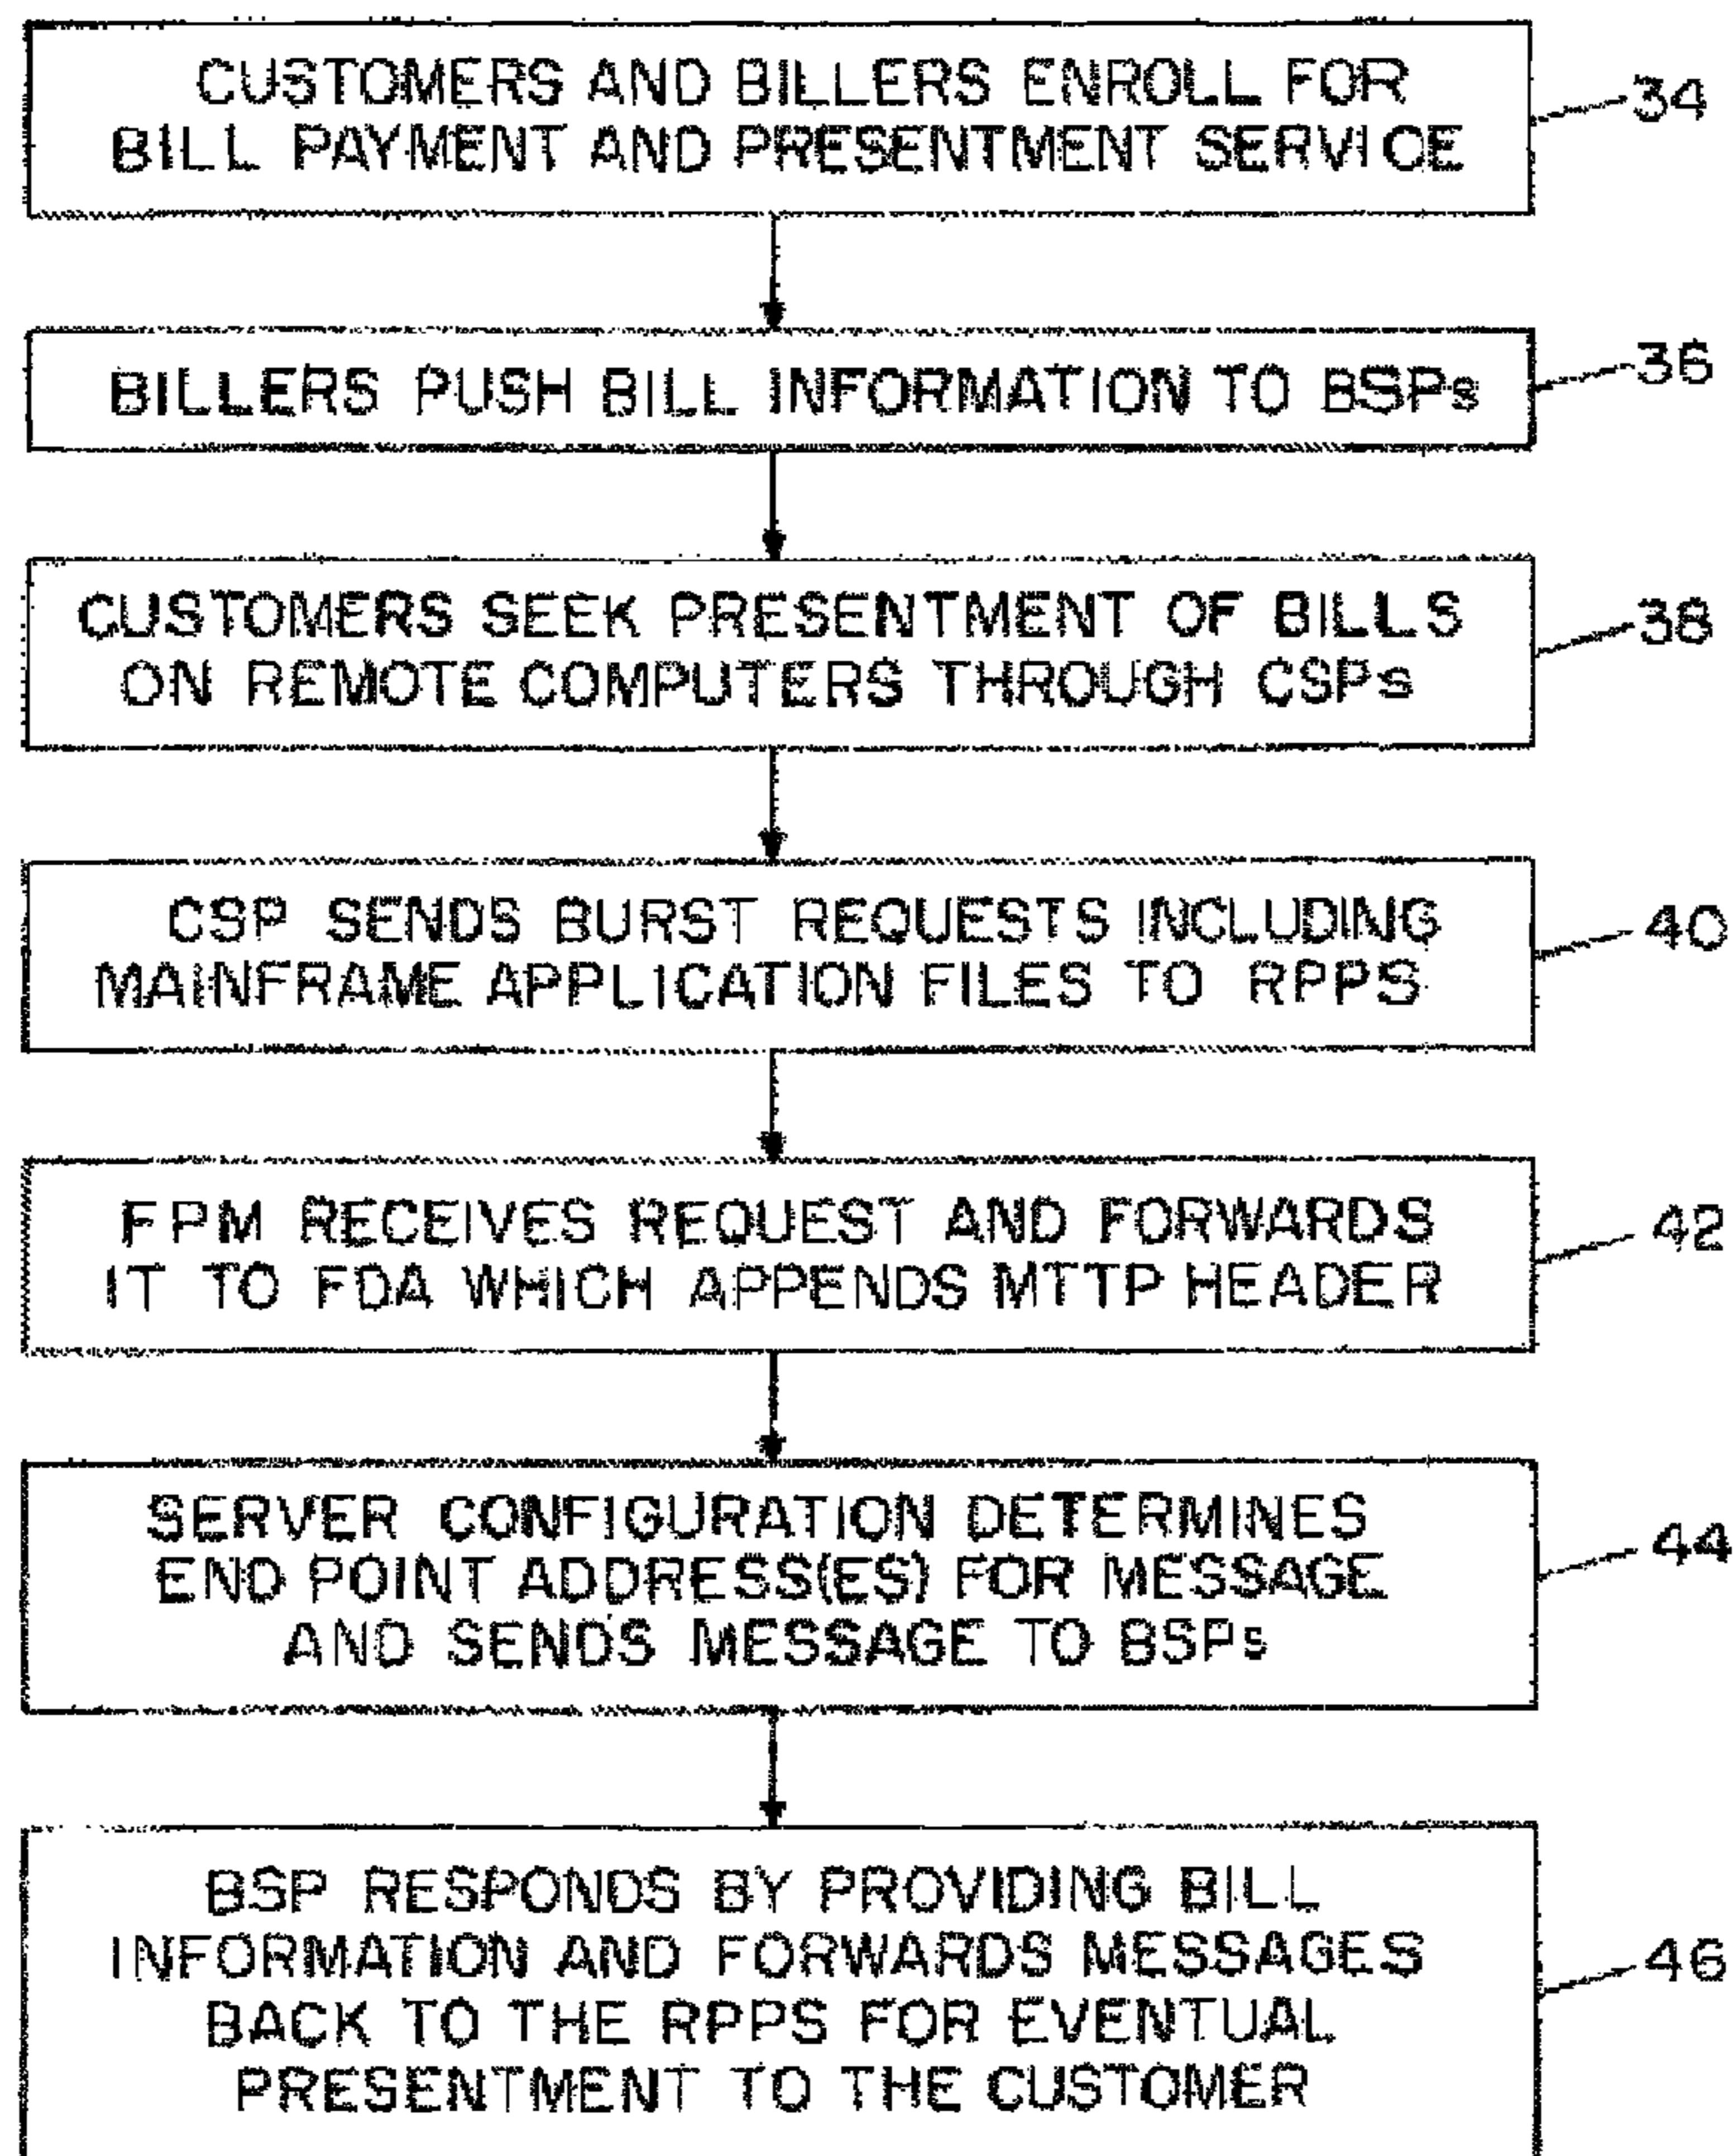 CUSTOMERS AND BILLERS ENROLL FOR
BILL PAYMENT AND PRESENTMENT SERVICE
34
BILLERS PUSH BILL INFORMATION TO BSPs
36
CUSTOMERS SEEK PRESENTMENT OF BILLS
ON REMOTE COMPUTERS THROUGH CSPs
38
CSP SENDS BURST REQUESTS INCLUDING
MAINFRAME APPLICATION FILES TO RPPS
40
FPM RECEIVES REQUEST AND FORWARDS
IT TO FDA WHICH APPENDS MTTP HEADER
42
SERVER CONFIGURATION DETERMINES
END POINT ADDRESS(ES) FOR MESSAGE
AND SENDS MESSAGE TO BSPs
44
BSP RESPONDS BY PROVIDING BILL
INFORMATION AND FORWARDS MESSAGES
BACK TO THE RPPS FOR EVENTUAL
PRESENTMENT TO THE CUSTOMER
46